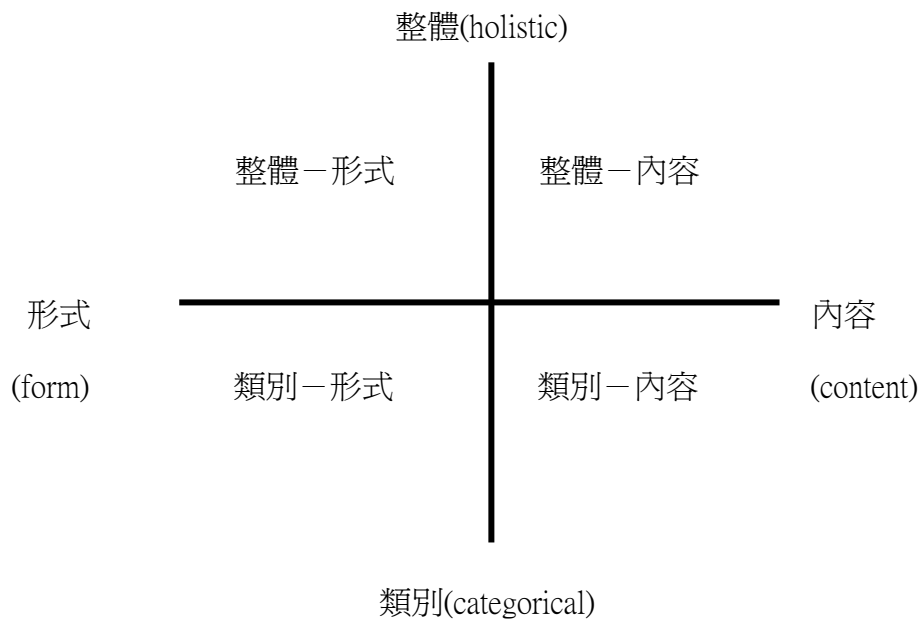 整體(holistic)
整體－形式
整體－內容
形式
(form)
內容
(content)
類別－形式
類別－內容
類別(categorical)